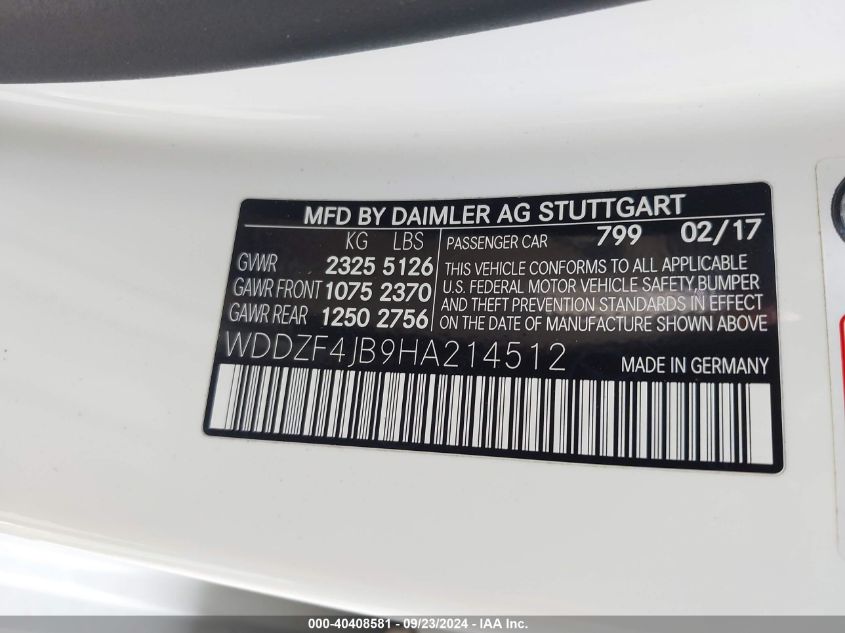 MFD BY DAIMLER AG STUTTGART
KG LBS
GVWR 2325 5126
GAWR FRONT 1075 2370
GAWR REAR 1250 2756
PASSENGER CAR 799 02/17
THIS VEHICLE CONFORMS TO ALL APPLICABLE
U.S. FEDERAL MOTOR VEHICLE SAFETY,BUMPER
AND THEFT PREVENTION STANDARDS IN EFFECT
ON THE DATE OF MANUFACTURE SHOWN ABOVE
WDDZF4JB9HA214512 MADE IN GERMANY
000-40408581 - 09/23/2024 - IAA Inc.